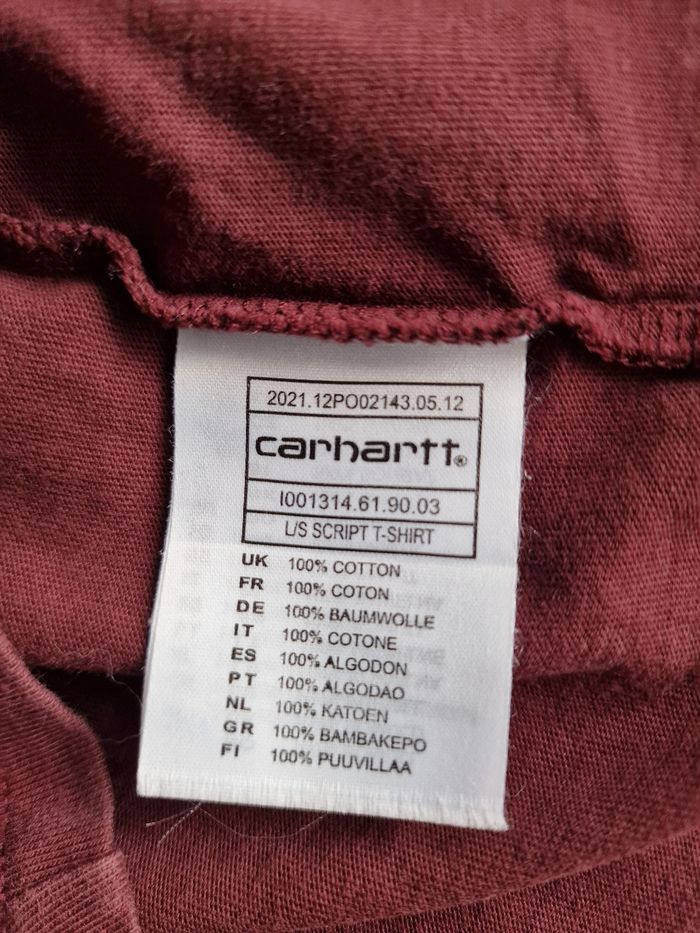 2021.12PO02143.05.12
carhartt®
I001314.61.90.03
L/S SCRIPT T-SHIRT
UK 100% COTTON
FR 100% COTON
DE 100% BAUMWOLLE
IT 100% COTONE
ES 100% ALGODON
PT 100% ALGODAO
NL 100% KATOEN
GR 100% BAMBAKEPO
FI 100% PUUVILLAA